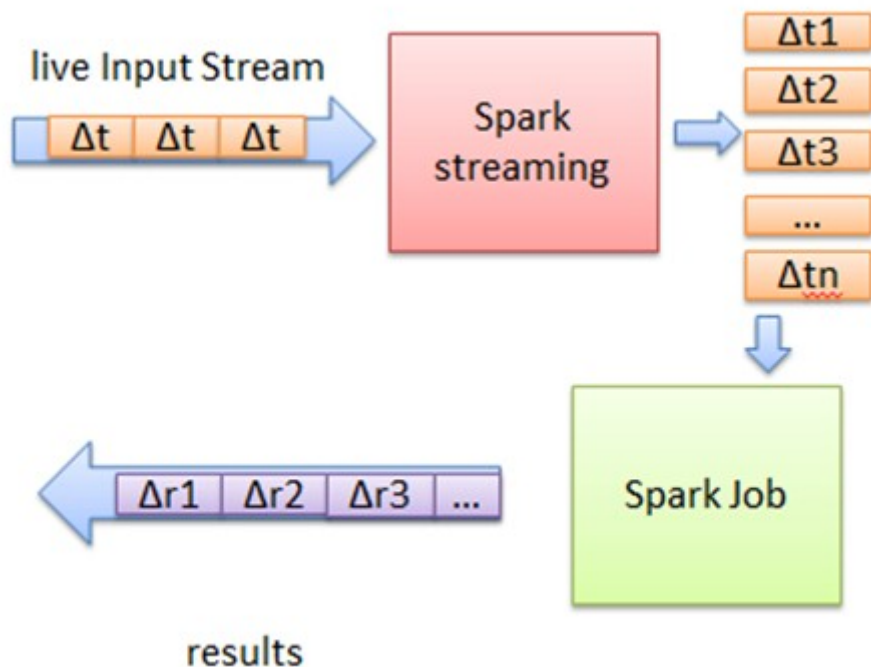 live Input Stream
Δt Δt Δt
Spark
streaming
Δt1
Δt2
Δt3
...
Δtn
Spark Job
Δr1 Δr2 Δr3 ...
results